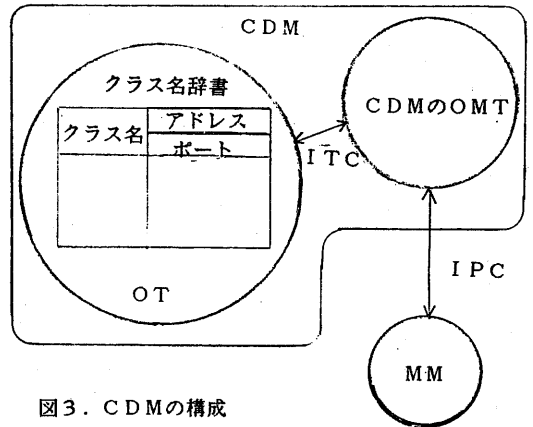 CDM
クラス名辞書
クラス名
アドレス
ポート
CDMのOMT
ITC
OT
IPC
MM
図3. CDMの構成